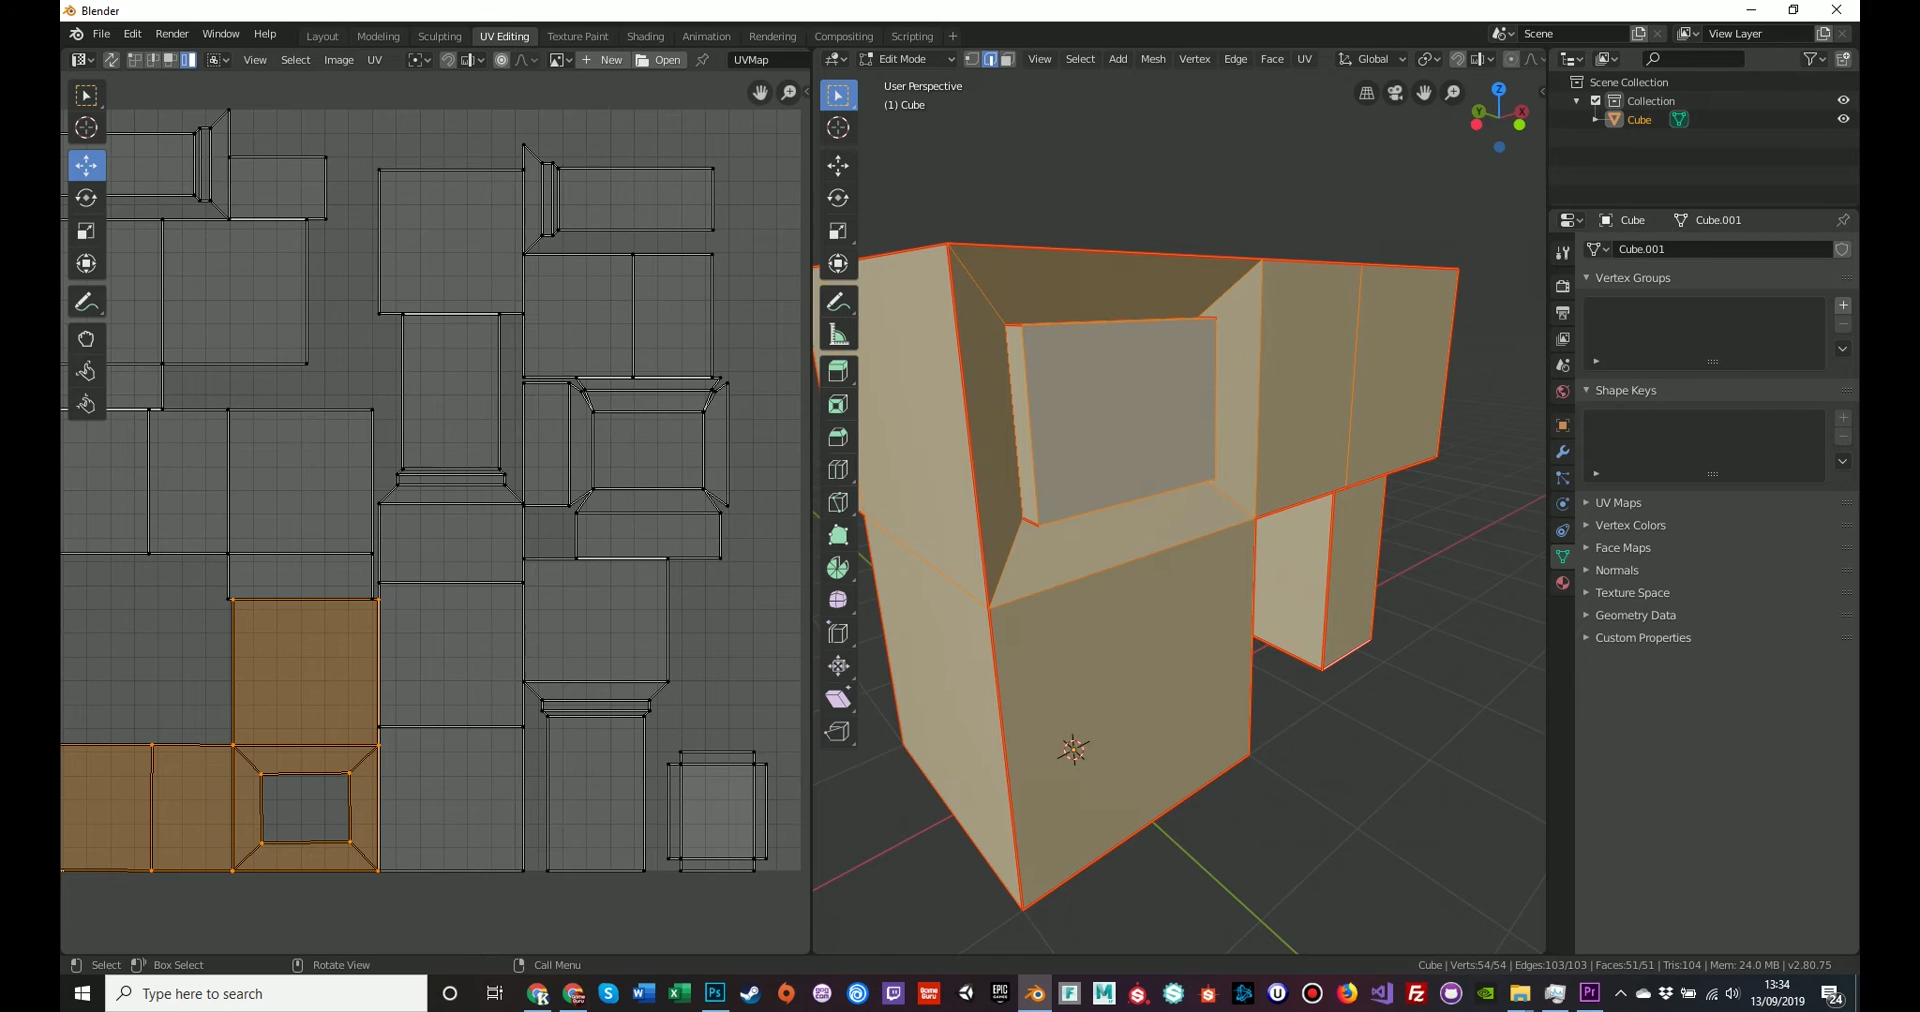 Blender
File Edit Render Window Help Layout Modeling Sculpting UV Editing Texture Paint Shading Animation Rendering Compositing Scripting + Scene View Layer
View Select Image UV New Open UVMap Edit Mode View Select Add Mesh Vertex Edge Face UV Global
User Perspective
(1) Cube
Z
Y
X
Scene Collection
Collection
Cube
Cube Cube.001
Cube.001
Vertex Groups
Shape Keys
UV Maps
Vertex Colors
Face Maps
Normals
Texture Space
Geometry Data
Custom Properties
Select Box Select Rotate View Call Menu Cube | Verts:54/54 | Edges:103/103 | Faces:51/51 | Tris:104 | Mem: 24.0 MB | v2.80.75
Type here to search
13:34
13/09/2019
24